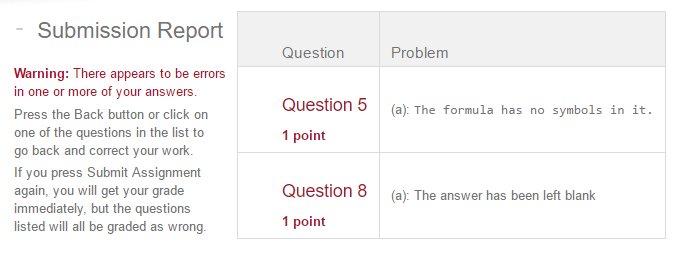 - Submission Report
Warning: There appears to be errors
in one or more of your answers.
Press the Back button or click on
one of the questions in the list to
go back and correct your work.
If you press Submit Assignment
again, you will get your grade
immediately, but the questions
listed will all be graded as wrong.
Question Problem
Question 5
1 point
(a): The formula has no symbols in it.
Question 8
1 point
(a): The answer has been left blank